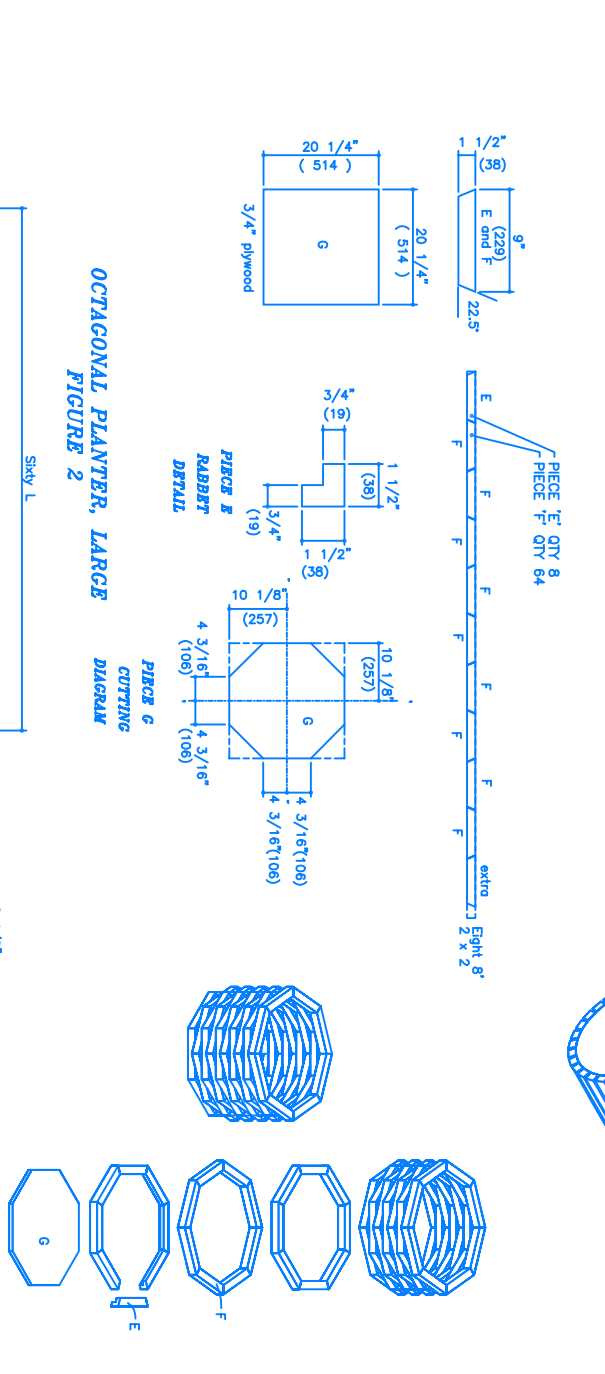 PIECE 'E' QTY 8
PIECE 'F' QTY 64
1 1/2"
(38)
9"
(229)
E and F
22.5°
E
F
F
F
F
F
F
F
F
F
extra
Eight 8'
2 x 2
20 1/4"
( 514 )
20 1/4"
( 514 )
G
3/4" plywood
3/4"
(19)
1 1/2"
(38)
3/4"
(19)
1 1/2"
(38)
PIECE E
RABBET
DETAIL
10 1/8"
(257)
10 1/8"
(257)
4 3/16"
(106)
4 3/16"
(106)
4 3/16"(106)
4 3/16"(106)
G
PIECE G
CUTTING
DIAGRAM
OCTAGONAL PLANTER, LARGE
FIGURE 2
Sixty L
F
E
G